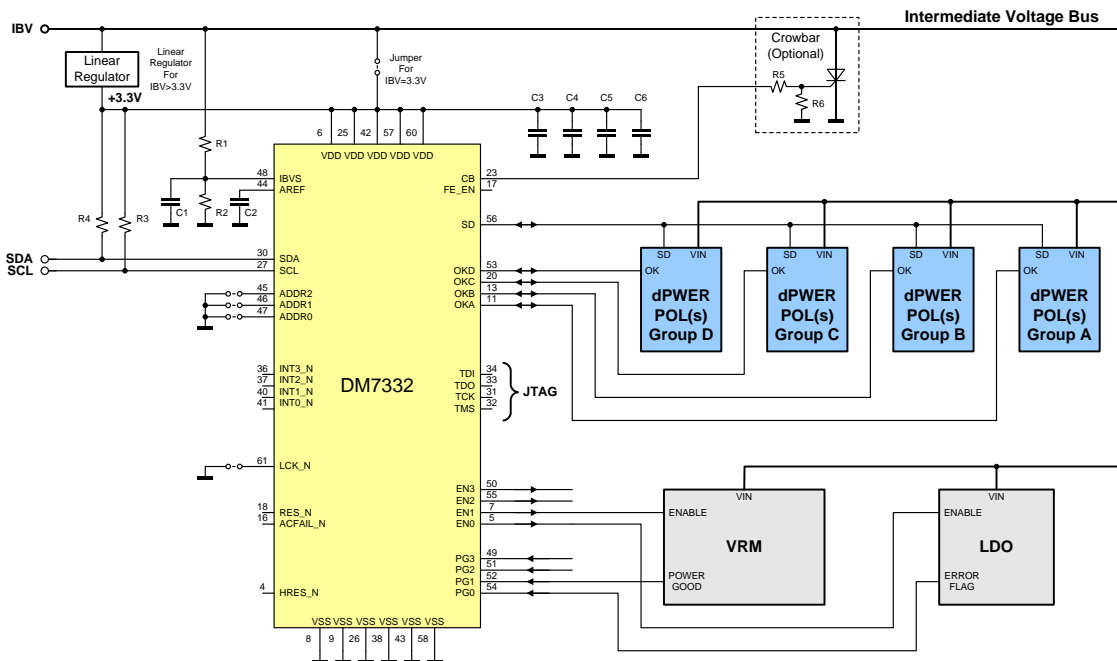 IBV
Intermediate Voltage Bus
Linear
Regulator
Linear
Regulator
For
IBV>3.3V
Jumper
For
IBV=3.3V
Crowbar
(Optional)
+3.3V
R5
R6
C3
C4
C5
C6
6
25
42
57
60
VDD
VDD
VDD
VDD
VDD
R1
R4
R3
C1
R2
C2
48
IBVS
44
AREF
CB
23
FE_EN
17
SD
56
SDA
SCL
30
SDA
27
SCL
45
ADDR2
46
ADDR1
47
ADDR0
OKD
53
OKC
20
OKB
13
OKA
11
SD
VIN
OK
dPWER
POL(s)
Group D
SD
VIN
OK
dPWER
POL(s)
Group C
SD
VIN
OK
dPWER
POL(s)
Group B
SD
VIN
OK
dPWER
POL(s)
Group A
36
INT3_N
37
INT2_N
40
INT1_N
41
INT0_N
DM7332
TDI
34
TDO
33
TCK
31
TMS
32
JTAG
61
LCK_N
18
RES_N
16
ACFAIL_N
4
HRES_N
EN3
50
EN2
55
EN1
7
EN0
5
PG3
49
PG2
51
PG1
52
PG0
54
VIN
ENABLE
VRM
POWER
GOOD
VIN
ENABLE
LDO
ERROR
FLAG
VSS
VSS
VSS
VSS
VSS
VSS
8
9
26
38
43
58